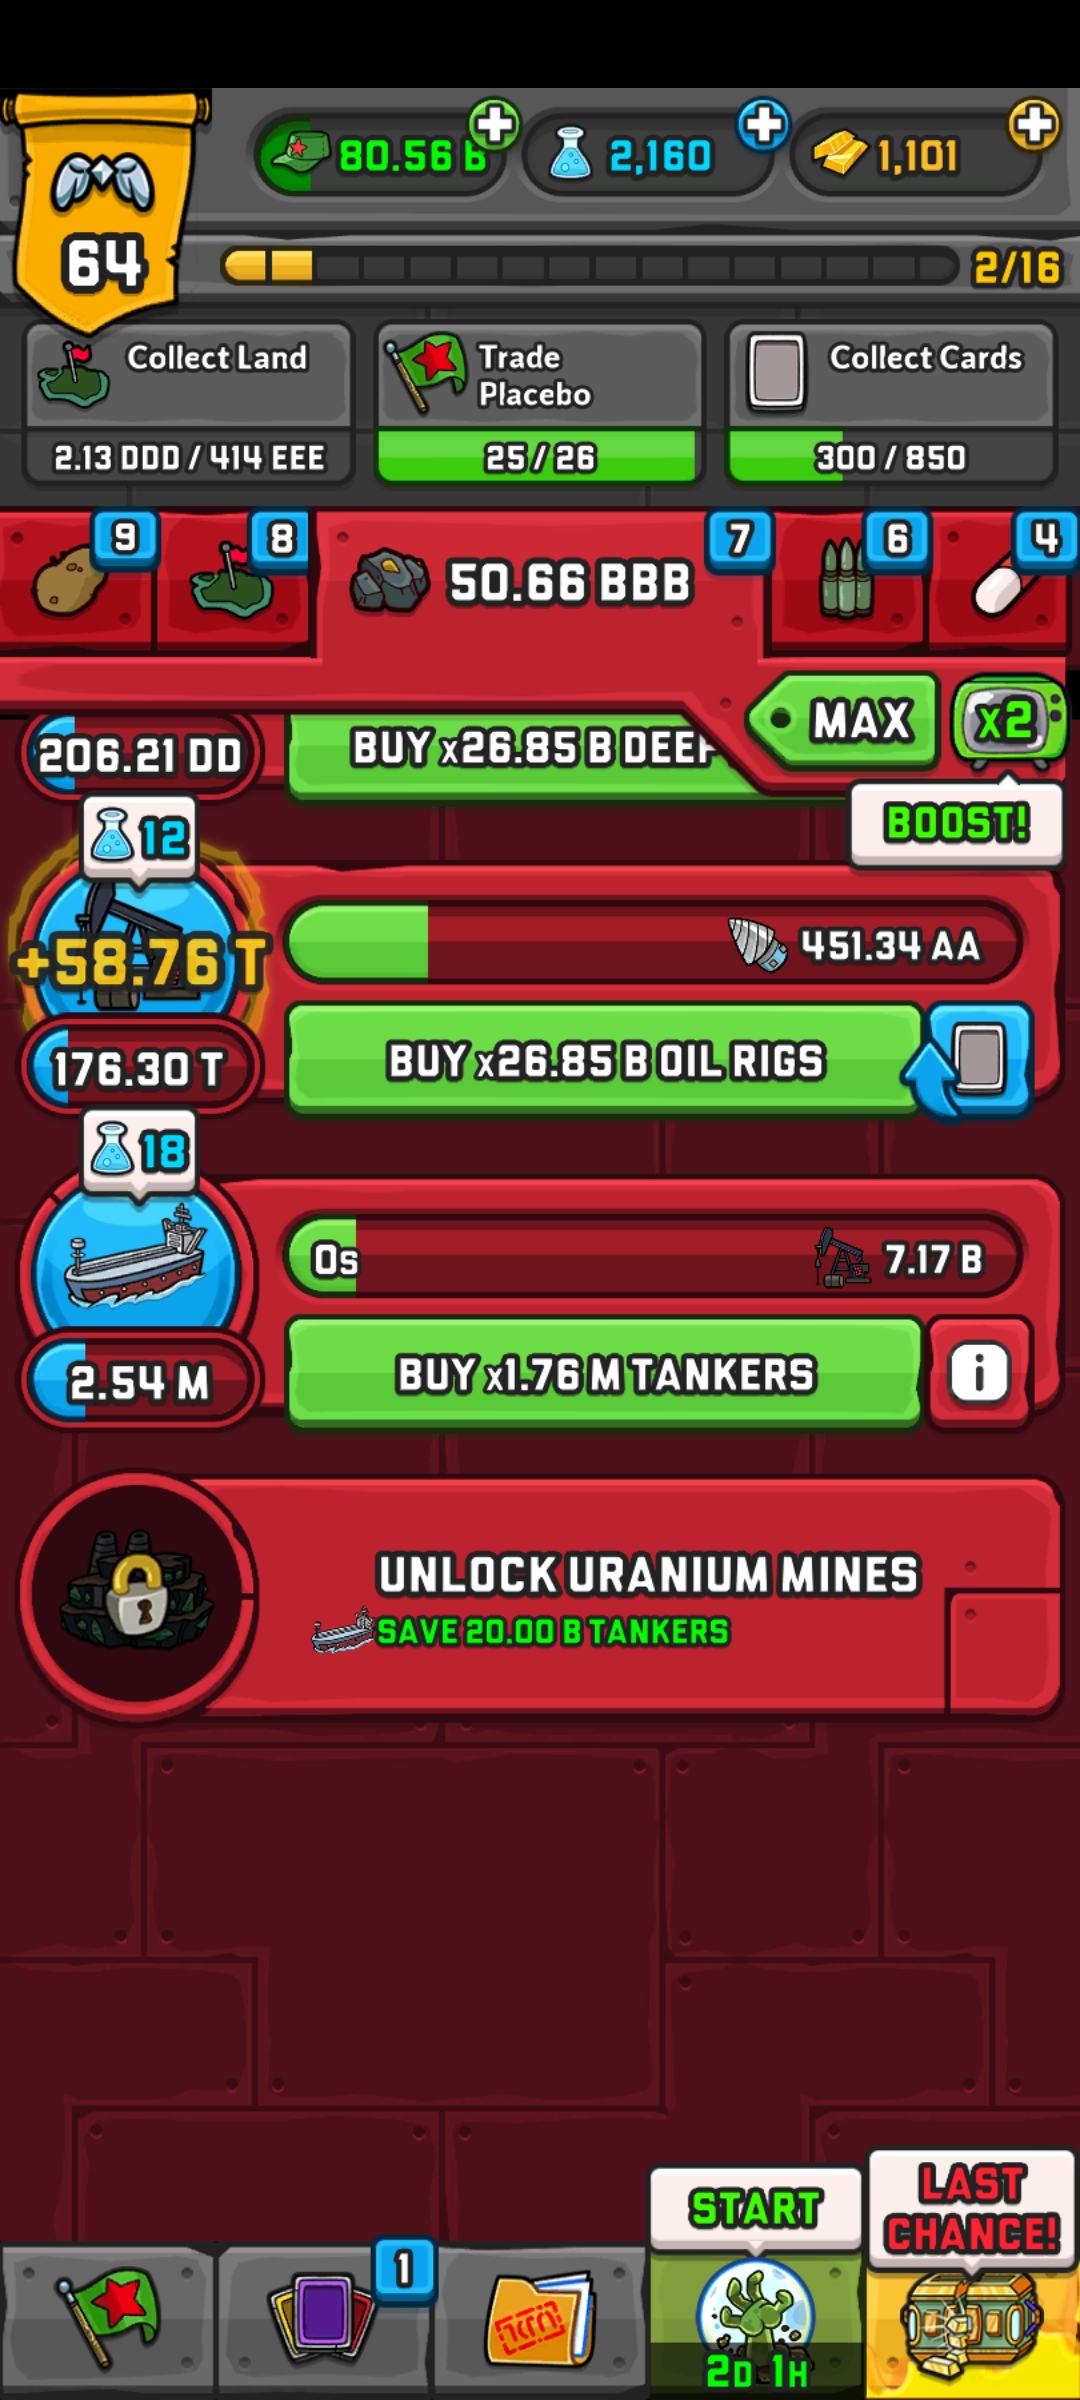 80.56 B
2,160
1,101
64
2/16
Collect Land
2.13 DDD / 414 EEE
Trade
Placebo
25 / 26
Collect Cards
300 / 850
9
8
50.66 BBB
7
6
4
MAX
x2
BOOST!
206.21 DD
BUY x26.85 B DEEP
12
+58.76 T
451.34 AA
176.30 T
BUY x26.85 B OIL RIGS
18
0s
7.17 B
2.54 M
BUY x1.76 M TANKERS
i
UNLOCK URANIUM MINES
SAVE 20.00 B TANKERS
1
START
2D 1H
LAST
CHANCE!